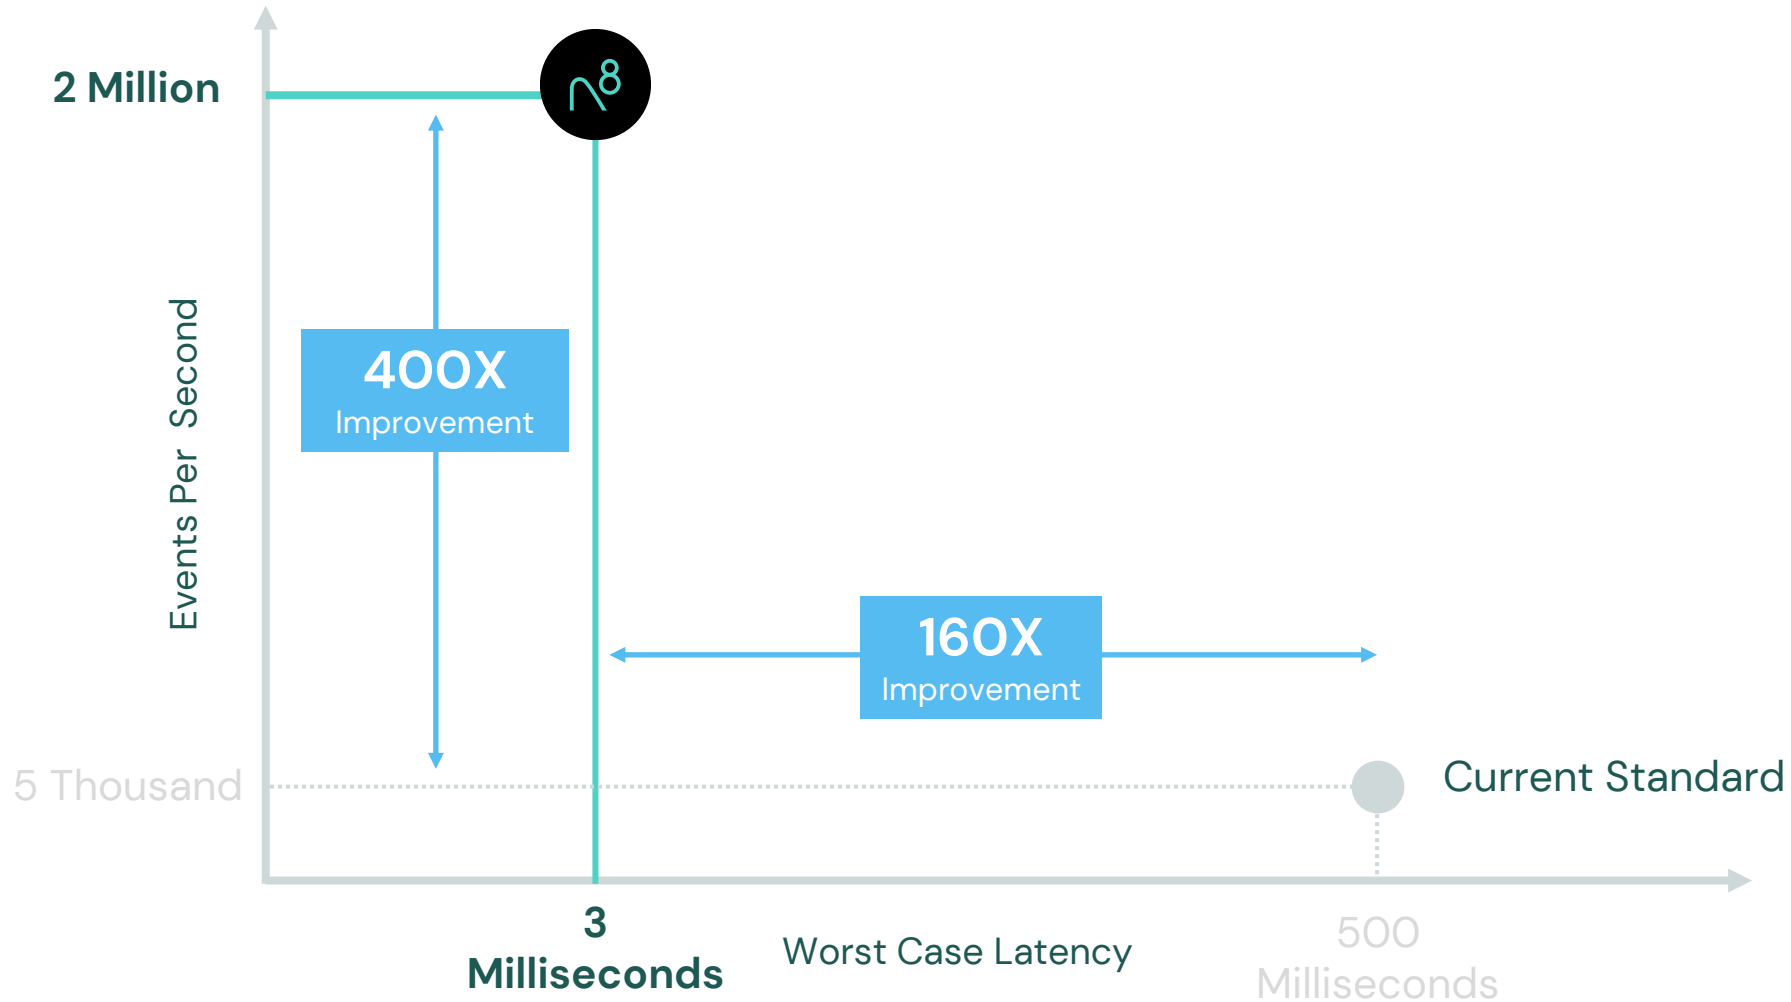 2 Million
n8
400X
Improvement
Events Per Second
160X
Improvement
5 Thousand
Current Standard
3
Milliseconds
Worst Case Latency
500
Milliseconds